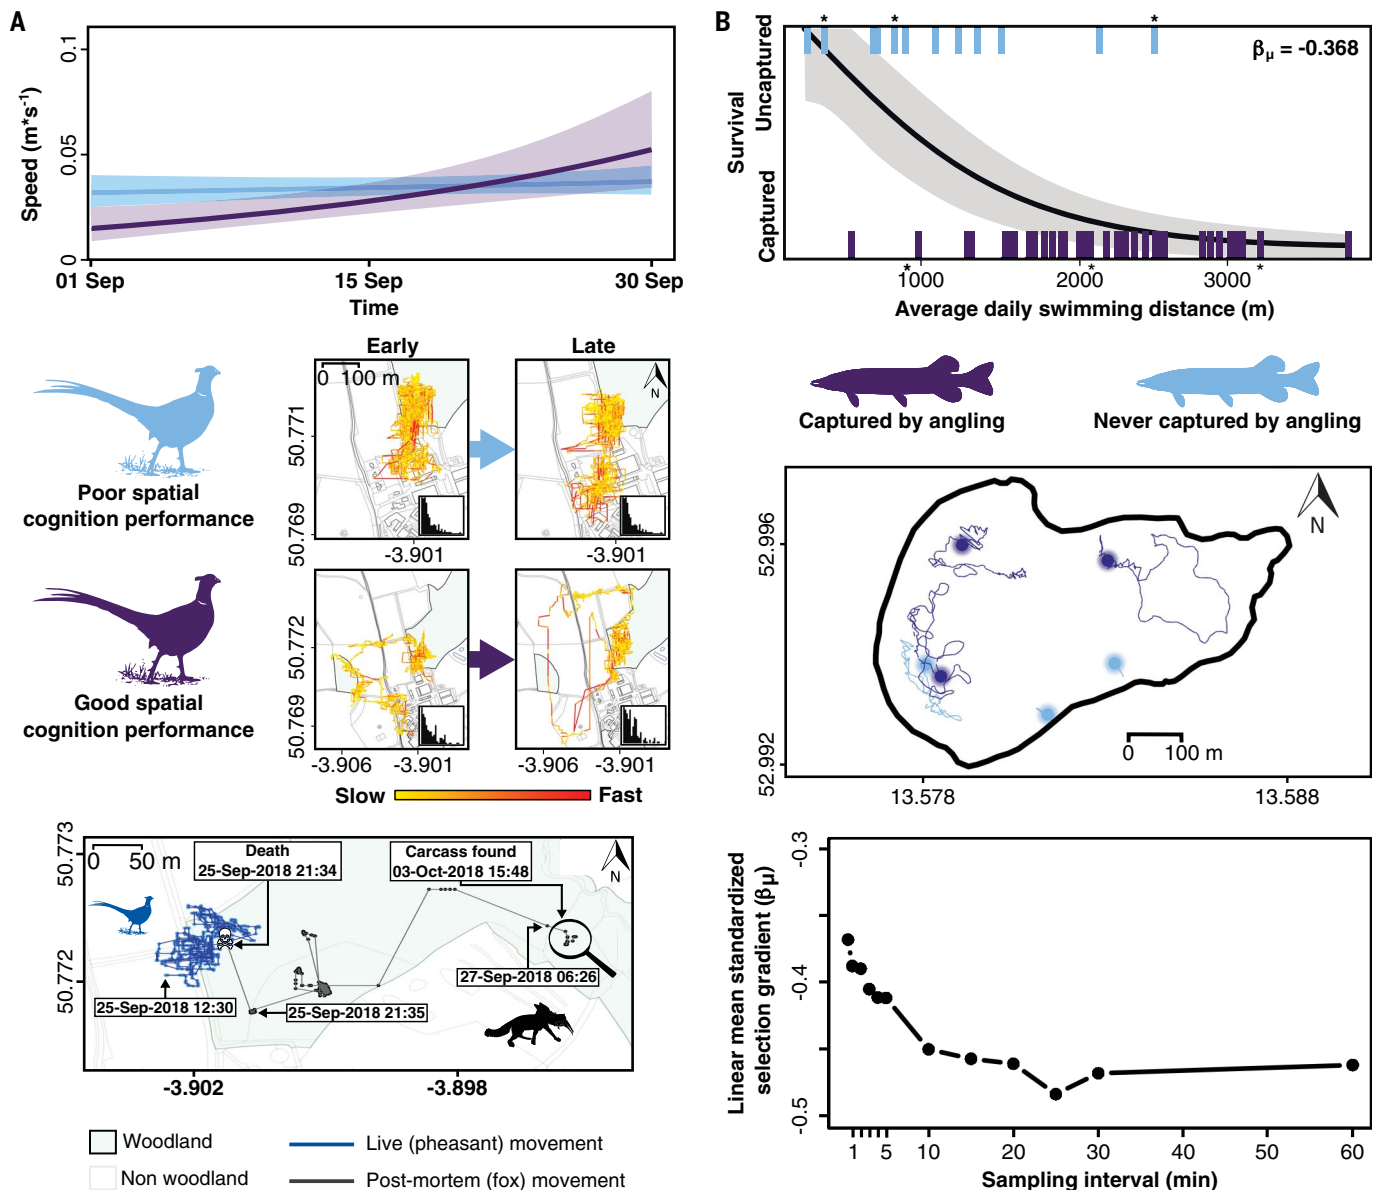 A
Speed (m*s-1)
0.1
0.05
0
01 Sep
15 Sep
30 Sep
Time
Early
Late
0 100 m
N
50.771
50.769
-3.901
-3.901
Poor spatial
cognition performance
50.772
50.769
-3.906
-3.901
-3.906
-3.901
Good spatial
cognition performance
Slow
Fast
50.773
50.772
0 50 m
Death
25-Sep-2018 21:34
Carcass found
03-Oct-2018 15:48
N
27-Sep-2018 06:26
25-Sep-2018 12:30
25-Sep-2018 21:35
-3.902
-3.898
Woodland
Live (pheasant) movement
Non woodland
Post-mortem (fox) movement
B
Survival
Uncaptured
Captured
* * *
βμ = -0.368
* * *
1000
2000
3000
Average daily swimming distance (m)
Captured by angling
Never captured by angling
52.996
52.992
N
0 100 m
13.578
13.588
Linear mean standardized
selection gradient (βμ)
-0.3
-0.4
-0.5
1 5 10 20 30 40 50 60
Sampling interval (min)